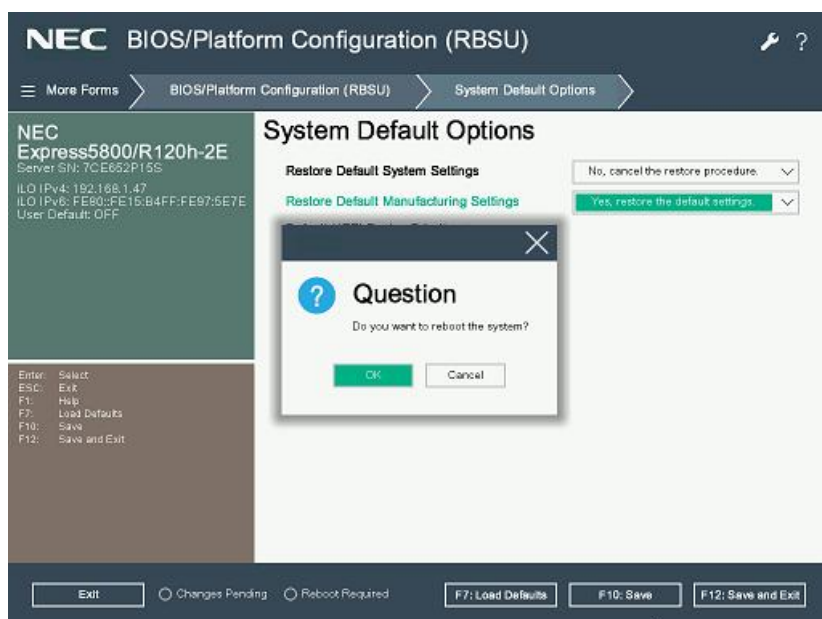 NEC BIOS/Platform Configuration (RBSU)
?
More Forms
BIOS/Platform Configuration (RBSU)
System Default Options
NEC
Express5800/R120h-2E
Server SN: 7CE652P15S
iLO IPv4: 192.168.1.47
iLO IPv6: FE80::FE15:B4FF:FE97:5E7E
User Default: OFF
Enter: Select
ESC: Exit
F1: Help
F7: Load Defaults
F10: Save
F12: Save and Exit
System Default Options
Restore Default System Settings
No, cancel the restore procedure.
Restore Default Manufacturing Settings
Yes, restore the default settings.
?
Question
Do you want to reboot the system?
OK
Cancel
Exit
Changes Pending
Reboot Required
F7: Load Defaults
F10: Save
F12: Save and Exit